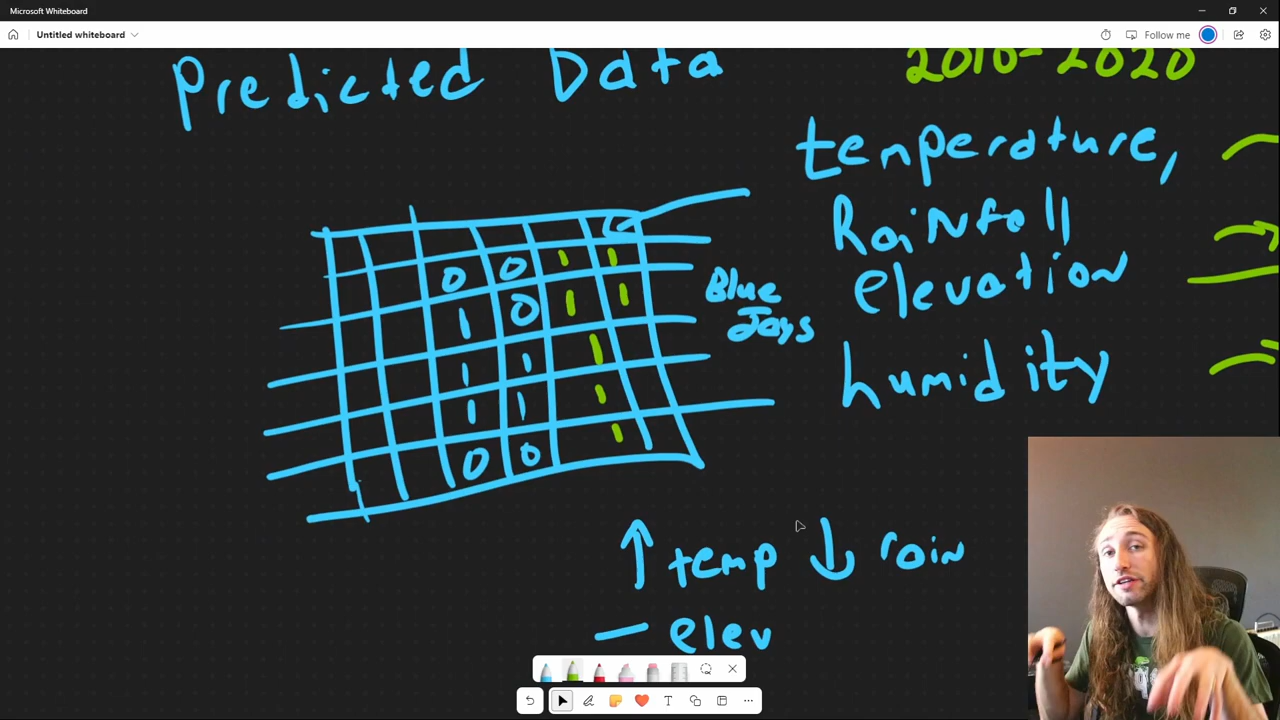 Microsoft Whiteboard
Untitled whiteboard
Follow me
Predicted Data
2010-2020
temperature,
Rainfall
elevation
humidity
Blue
Jays
0 0 1 1
1 0 1 1
1 1 1
1 1 1
0 0 1
↑ temp ↓ rain
— elev
T